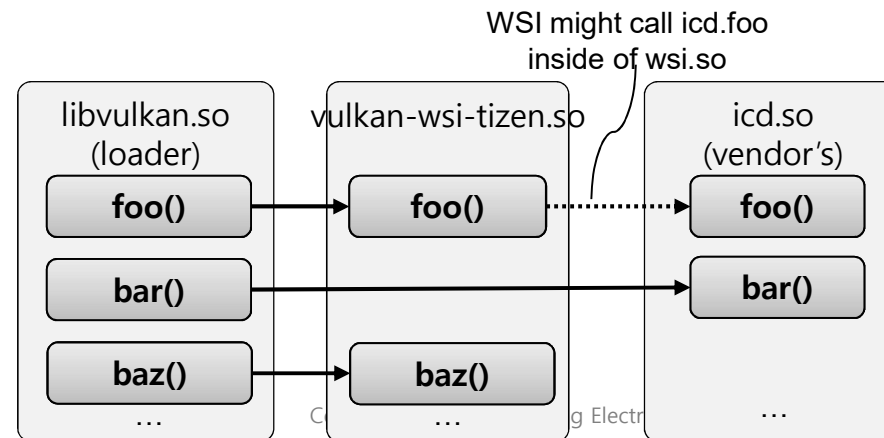 WSI might call icd.foo
inside of wsi.so
libvulkan.so
(loader)
vulkan-wsi-tizen.so
icd.so
(vendor's)
foo()
foo()
foo()
bar()
bar()
baz()
baz()
...
...
...